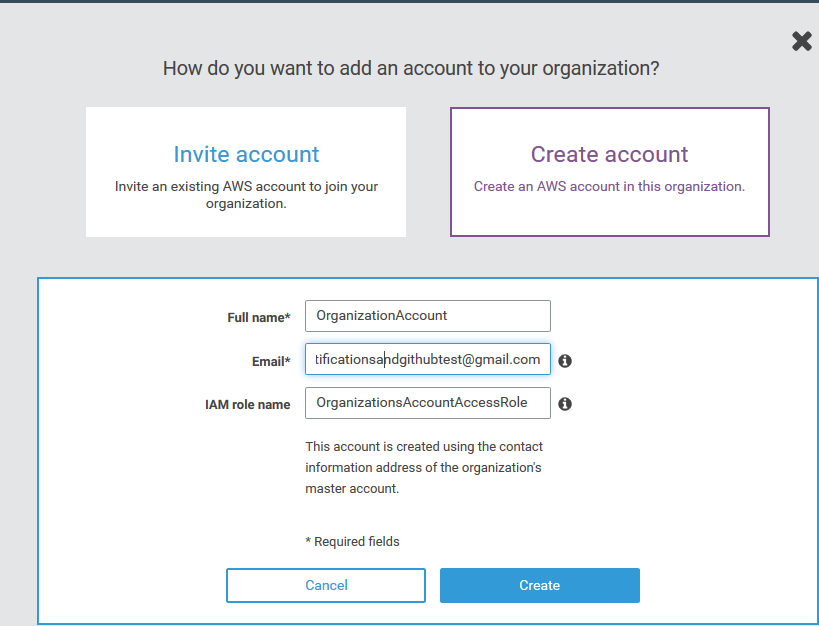 How do you want to add an account to your organization?
Invite account
Invite an existing AWS account to join your
organization.
Create account
Create an AWS account in this organization.
Full name*
OrganizationAccount
Email*
tificationsandgithubtest@gmail.com
IAM role name
OrganizationsAccountAccessRole
This account is created using the contact
information address of the organization's
master account.
* Required fields
Cancel
Create